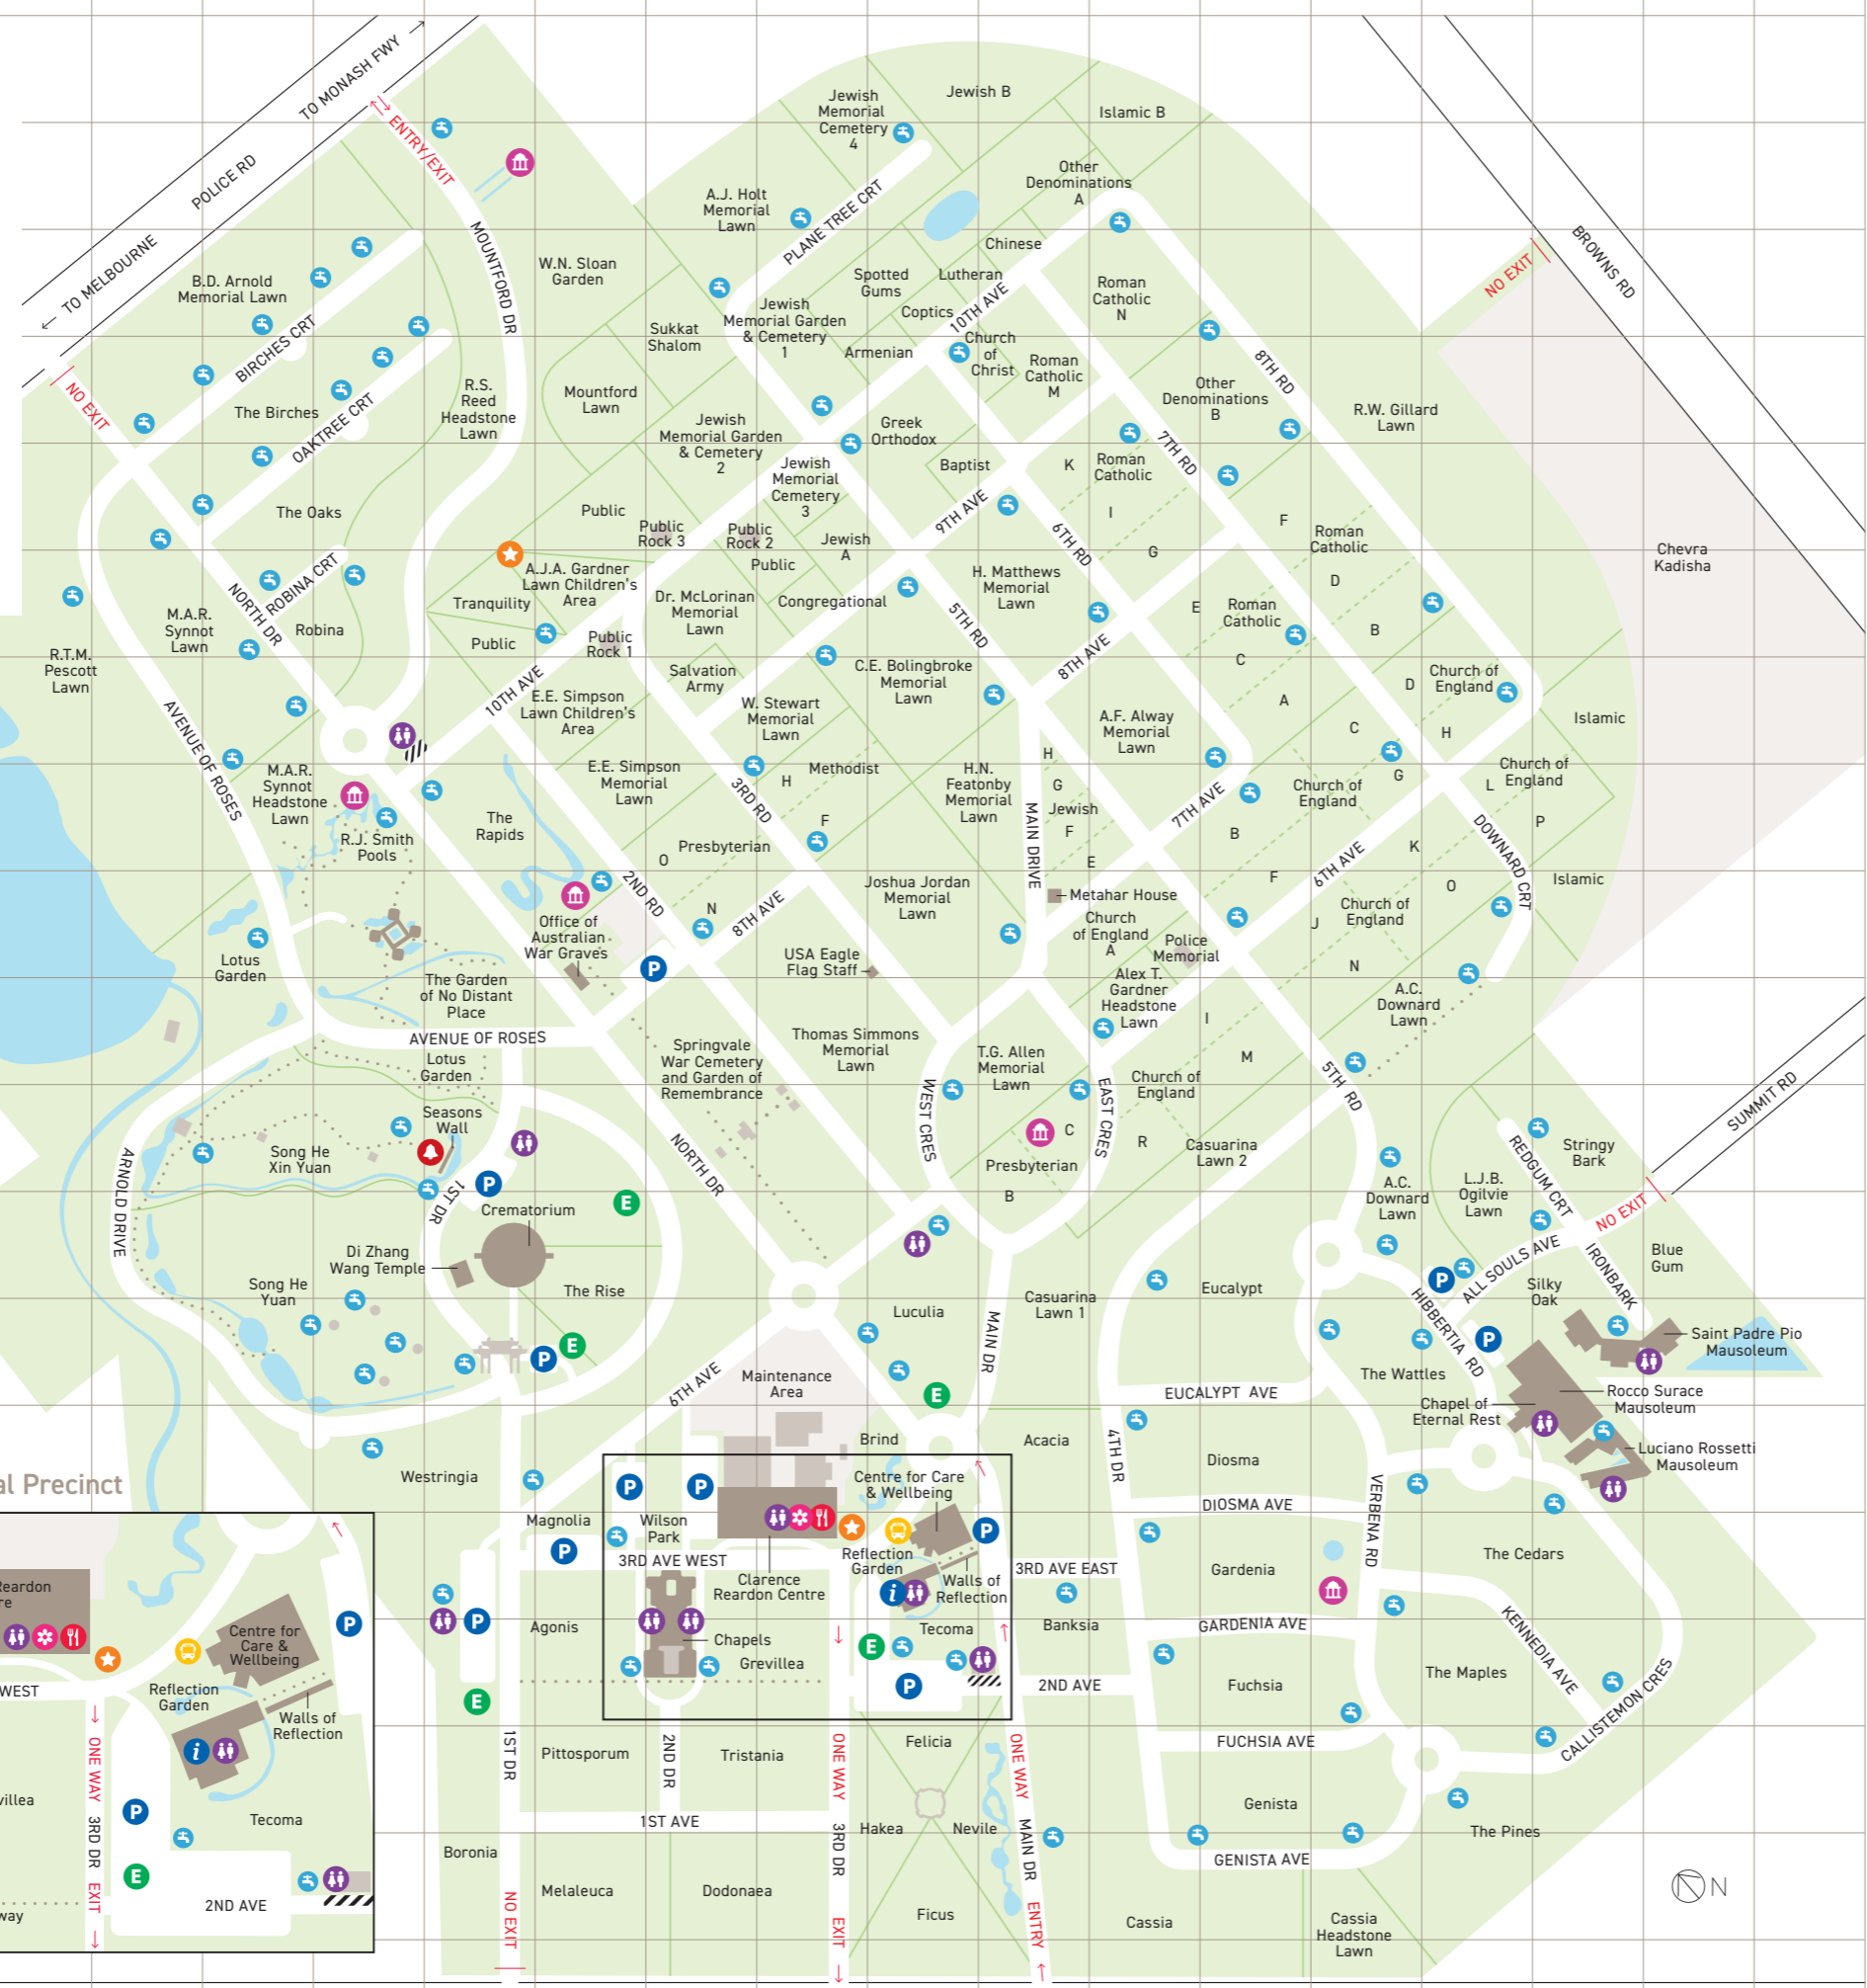 TO MONASH FWY
POLICE RD
TO MELBOURNE
ENTRY/EXIT
MOUNTFORD DR
Jewish
Memorial
Cemetery
4
Jewish B
Islamic B
Other
Denominations
A
A.J. Holt
Memorial
Lawn
PLANE TREE CRT
W.N. Sloan
Garden
Chinese
Lutheran
Spotted
Gums
Coptics
10TH AVE
Roman
Catholic
N
BROWNS RD
NO EXIT
B.D. Arnold
Memorial Lawn
BIRCHES CRT
Sukkat
Shalom
Jewish
Memorial Garden
& Cemetery
1
Armenian
Church
of
Christ
Roman
Catholic
M
8TH RD
Other
Denominations
B
R.W. Gillard
Lawn
NO EXIT
The Birches
OAKTREE CRT
R.S.
Reed
Headstone
Lawn
Mountford
Lawn
Jewish
Memorial Garden
& Cemetery
2
Greek
Orthodox
Baptist
K
Roman
Catholic
7TH RD
Jewish
Memorial
Cemetery
3
9TH AVE
I
6TH RD
G
F
Roman
Catholic
D
The Oaks
Public
Public
Rock 3
Public
Rock 2
Public
Jewish
A
Chevra
Kadisha
ROBINA CRT
NORTH DR
A.J.A. Gardner
Lawn Children's
Area
Tranquility
Dr. McLorinan
Memorial
Lawn
Congregational
H. Matthews
Memorial
Lawn
5TH RD
E
Roman
Catholic
C
B
M.A.R.
Synnot
Lawn
Robina
Public
Public
Rock 1
8TH AVE
R.T.M.
Pescott
Lawn
10TH AVE
Salvation
Army
C.E. Bolingbroke
Memorial
Lawn
D
Church of
England
A
E.E. Simpson
Lawn Children's
Area
W. Stewart
Memorial
Lawn
A.F. Alway
Memorial
Lawn
C
H
Islamic
AVENUE OF ROSES
M.A.R.
Synnot
Headstone
Lawn
E.E. Simpson
Memorial
Lawn
3RD RD
H
Methodist
H.N.
Featonby
Memorial
Lawn
H
G
Jewish
F
E
7TH AVE
Church of
England
G
L
Church of
England
P
MAIN DRIVE
The
Rapids
R.J. Smith
Pools
F
Presbyterian
O
B
6TH AVE
K
DOWNARD CRT
2ND RD
N
8TH AVE
Joshua Jordan
Memorial
Lawn
Metahar House
F
O
Islamic
Church of
England
J
N
Church
of England
A
Police
Memorial
Office of
Australian
War Graves
USA Eagle
Flag Staff
Lotus
Garden
The Garden
of No Distant
Place
P
Alex T.
Gardner
Headstone
Lawn
I
A.C.
Downard
Lawn
AVENUE OF ROSES
Lotus
Garden
Springvale
War Cemetery
and Garden of
Remembrance
Thomas Simmons
Memorial
Lawn
T.G. Allen
Memorial
Lawn
M
Church of
England
5TH RD
SUMMIT RD
WEST CRES
EAST CRES
Seasons
Wall
Song He
Xin Yuan
NORTH DR
C
Presbyterian
B
R
Casuarina
Lawn 2
REDGUM CRT
Stringy
Bark
ARNOLD DRIVE
1ST DR
P
E
Crematorium
A.C.
Downard
Lawn
L.J.B.
Ogilvie
Lawn
NO EXIT
Di Zhang
Wang Temple
ALL SOULS AVE
IRONBARK
Blue
Gum
P
Song He
Yuan
The Rise
Luculia
Casuarina
Lawn 1
Eucalypt
Silky
Oak
HIBBERTIA RD
P
Saint Padre Pio
Mausoleum
P
E
6TH AVE
MAIN DR
Maintenance
Area
E
The Wattles
EUCALYPT AVE
Rocco Surace
Mausoleum
Chapel of
Eternal Rest
Brind
Acacia
4TH DR
Diosma
Luciano Rossetti
Mausoleum
Westringia
P
P
Centre for Care
& Wellbeing
al Precinct
DIOSMA AVE
VERBENA RD
Magnolia
P
Wilson
Park
3RD AVE WEST
Clarence
Reardon Centre
Reflection
Garden
P
i
Walls of
Reflection
3RD AVE EAST
Gardenia
The Cedars
P
Agonis
Chapels
Grevillea
E
Tecoma
P
Banksia
GARDENIA AVE
KENNEDIA AVE
The Maples
E
2ND AVE
Fuchsia
CALLISTEMON CRES
1ST DR
Pittosporum
2ND DR
Tristania
ONE WAY
Felicia
ONE WAY
FUCHSIA AVE
1ST AVE
3RD DR
Hakea
Nevile
MAIN DR
Genista
The Pines
Boronia
GENISTA AVE
NO EXIT
Melaleuca
Dodonaea
EXIT
Ficus
ENTRY
Cassia
Cassia
Headstone
Lawn
N
Reardon
re
Centre for
Care &
Wellbeing
P
WEST
Reflection
Garden
Walls of
Reflection
i
ONE WAY
villea
P
Tecoma
3RD DR
E
EXIT
2ND AVE
way